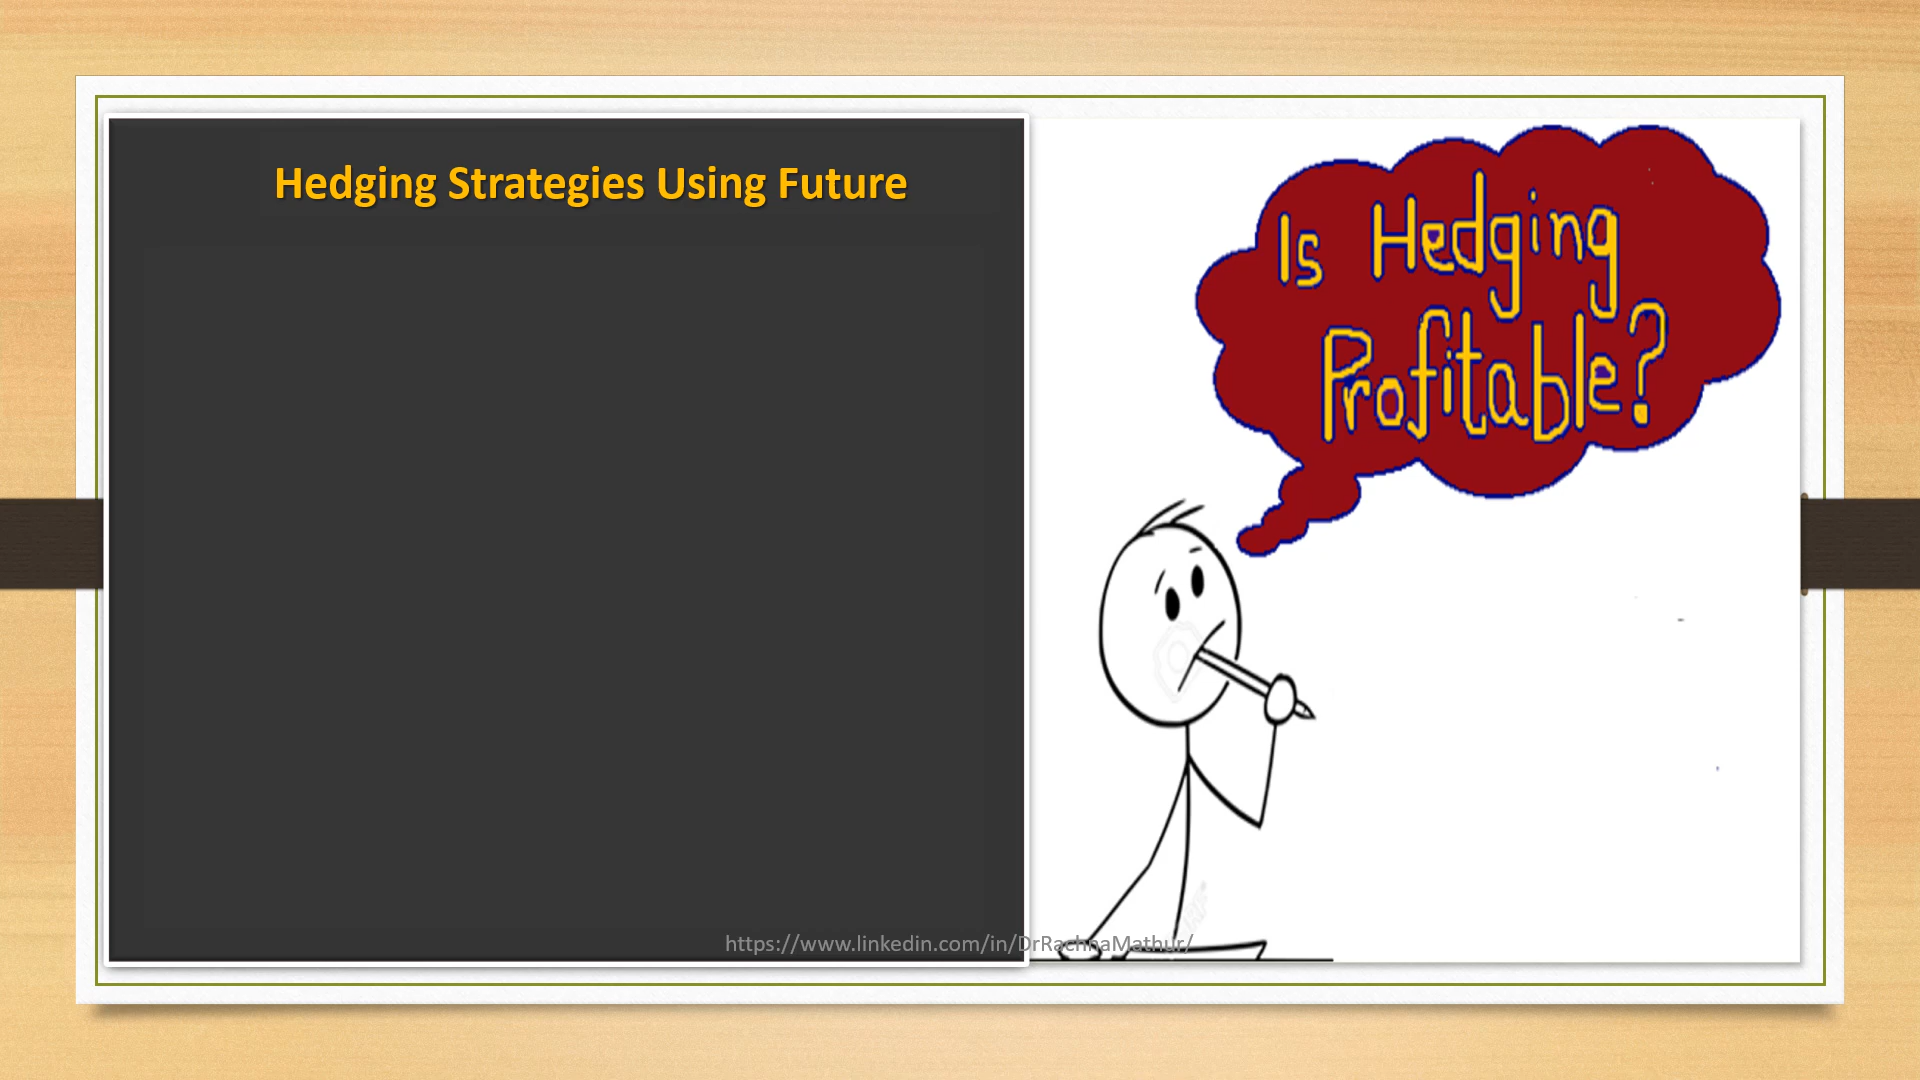 Hedging Strategies Using Future
Is Hedging
Profitable?
https://www.linkedin.com/in/DrRachnaMathur/